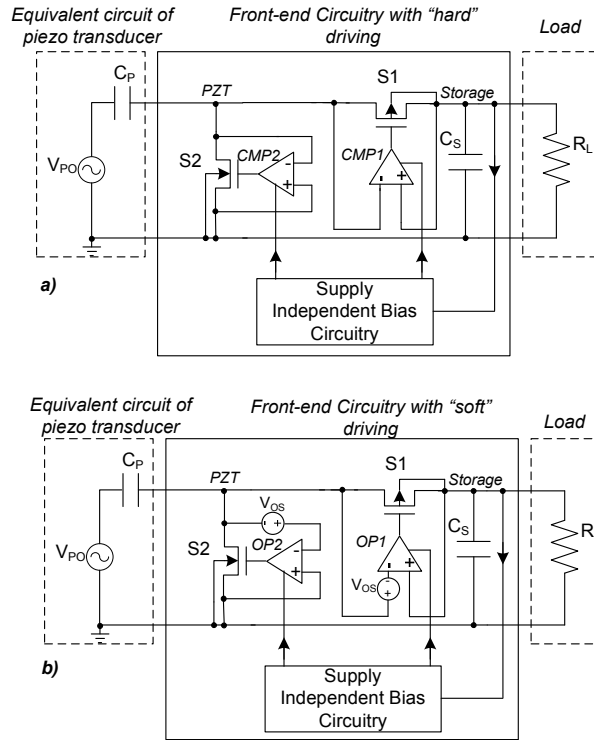 Equivalent circuit of
piezo transducer
Front-end Circuitry with “hard”
driving
Load
CP
PZT
S1
Storage
VPO
S2
CMP2
-
+
CMP1
-
+
CS
RL
a)
Supply
Independent Bias
Circuitry
Equivalent circuit of
piezo transducer
Front-end Circuitry with “soft”
driving
Load
CP
PZT
S1
Storage
VOS
- +
VPO
S2
OP2
-
+
OP1
-
+
VOS
-
+
CS
R
b)
Supply
Independent Bias
Circuitry